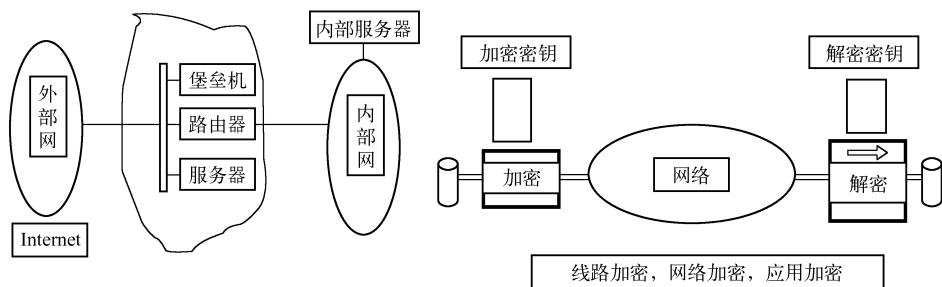 内部服务器
外部网
堡垒机
路由器
服务器
内部网
Internet
加密密钥
解密密钥
加密
网络
解密
线路加密，网络加密，应用加密